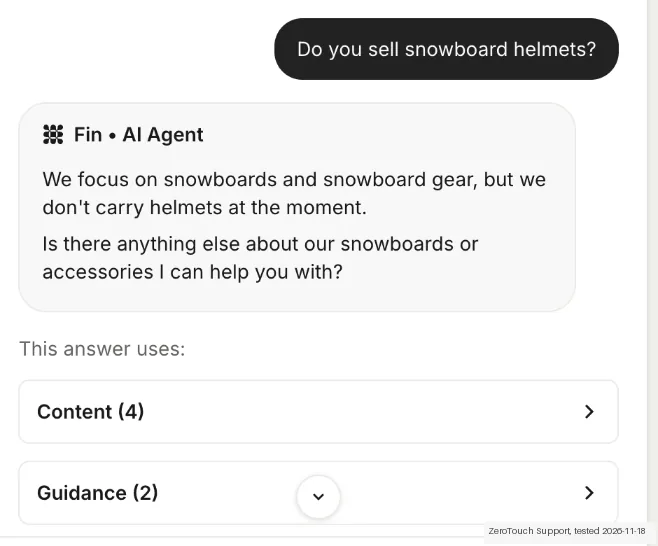 Do you sell snowboard helmets?
Fin • AI Agent
We focus on snowboards and snowboard gear, but we
don't carry helmets at the moment.
Is there anything else about our snowboards or
accessories I can help you with?
This answer uses:
Content (4)
Guidance (2)
ZeroTouch Support, tested 2026-11-18